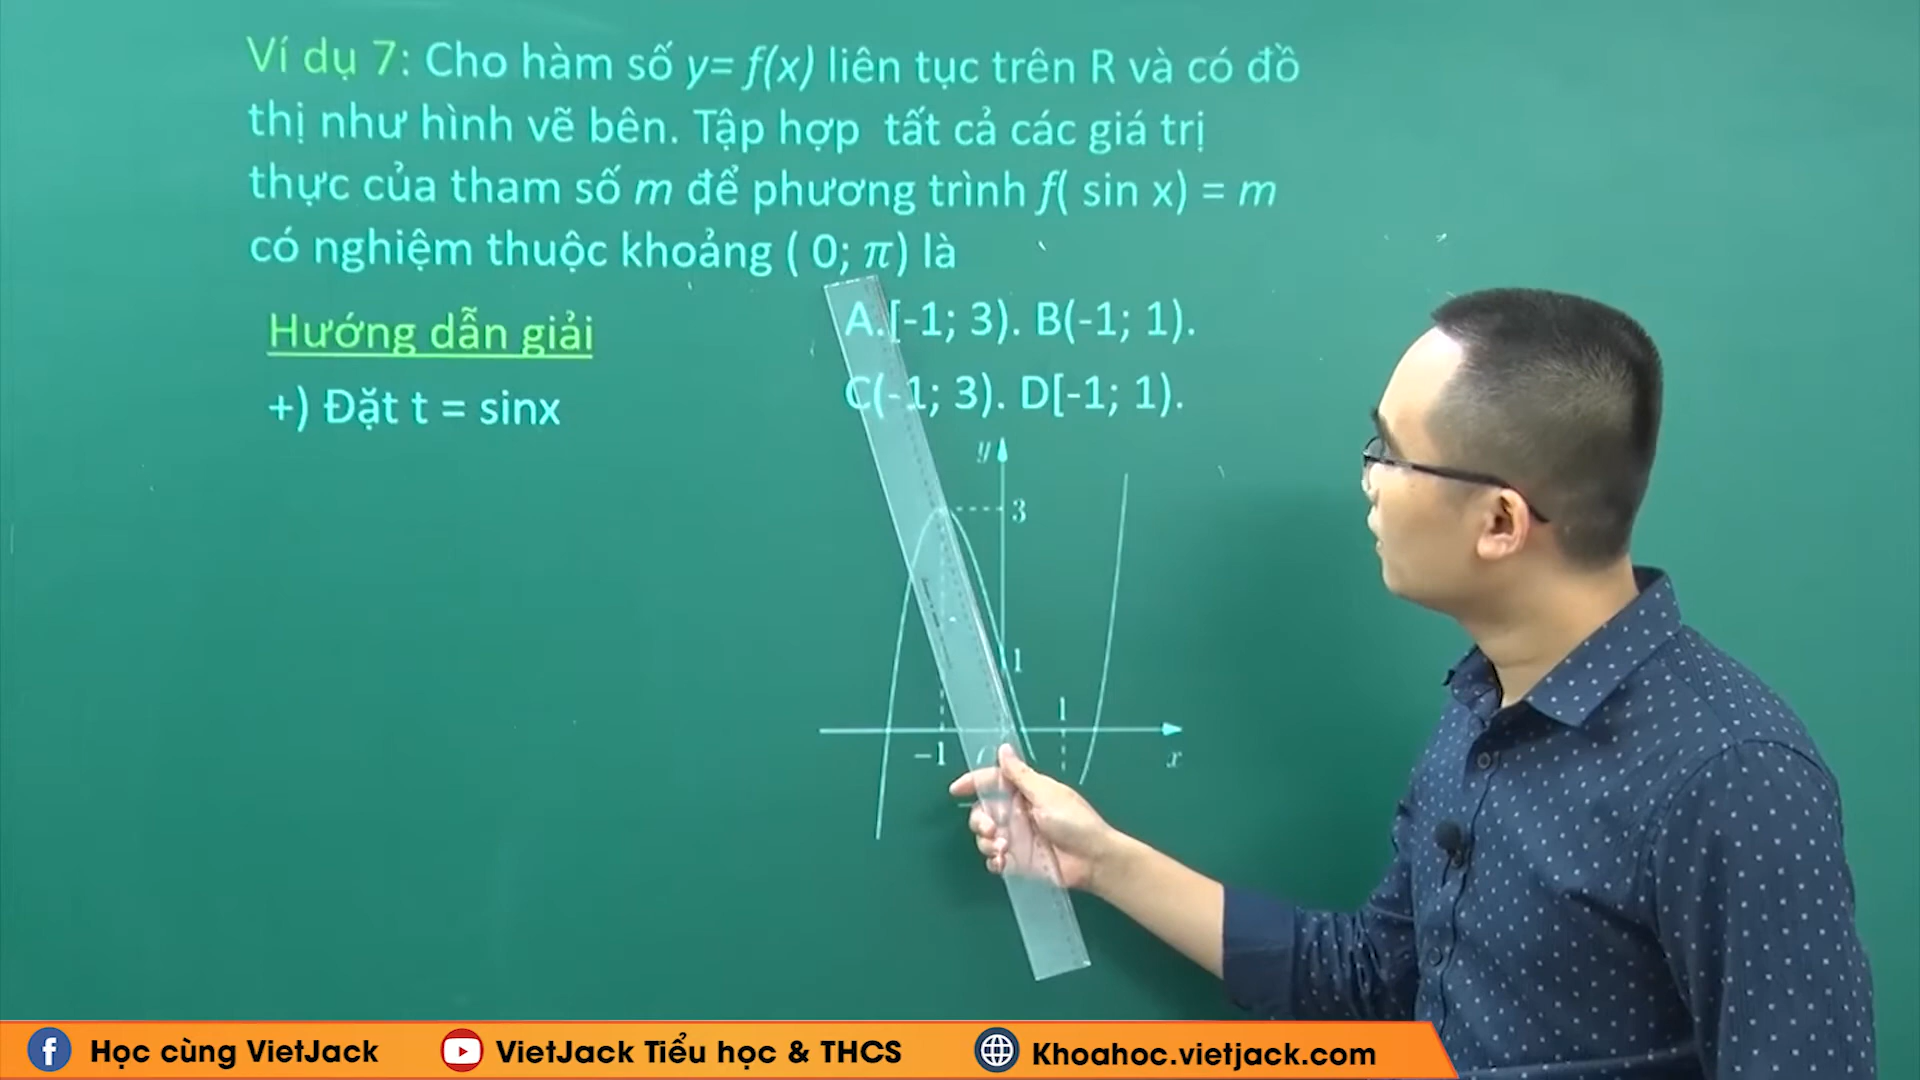 Ví dụ 7: Cho hàm số y= f(x) liên tục trên R và có đồ
thị như hình vẽ bên. Tập hợp tất cả các giá trị
thực của tham số m để phương trình f( sin x) = m
có nghiệm thuộc khoảng ( 0; π) là
Hướng dẫn giải
A.[-1; 3). B(-1; 1).
+) Đặt t = sinx
C(-1; 3). D[-1; 1).
y
3
1
1
-1
x
Học cùng VietJack
VietJack Tiểu học & THCS
Khoahoc.vietjack.com